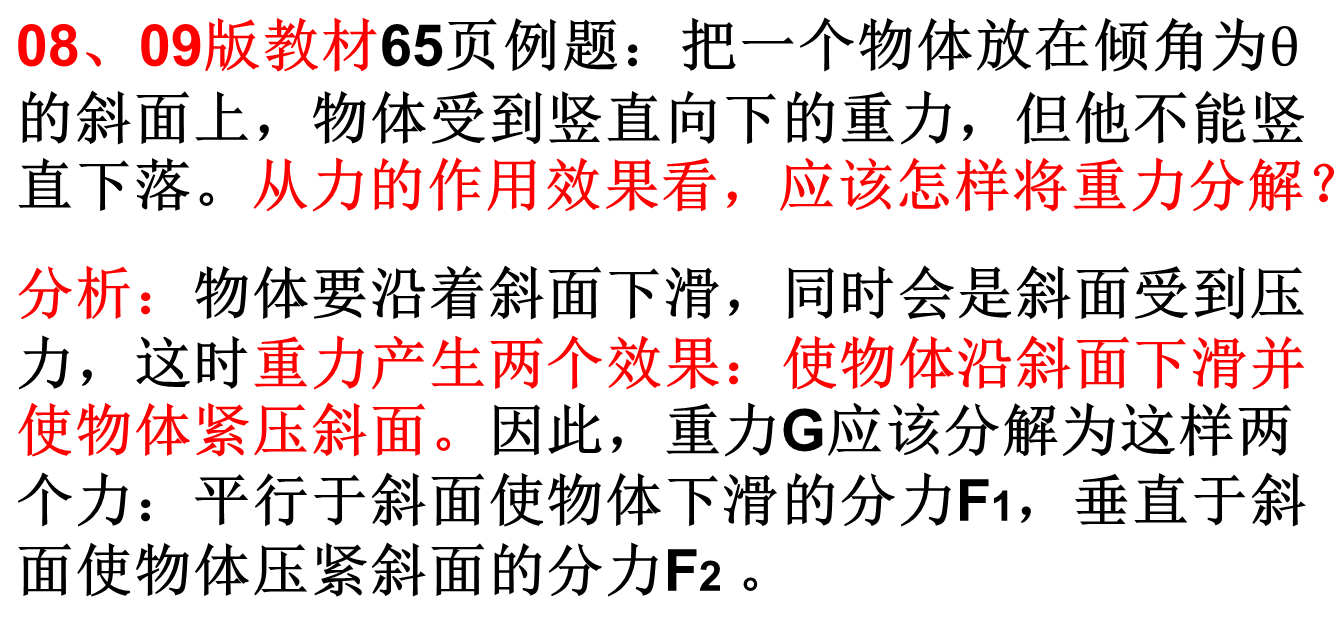 08、09版教材65页例题：把一个物体放在倾角为θ
的斜面上，物体受到竖直向下的重力，但他不能竖
直下落。从力的作用效果看，应该怎样将重力分解？
分析：物体要沿着斜面下滑，同时会是斜面受到压
力，这时重力产生两个效果：使物体沿斜面下滑并
使物体紧压斜面。因此，重力G应该分解为这样两
个力：平行于斜面使物体下滑的分力F1，垂直于斜
面使物体压紧斜面的分力F2 。